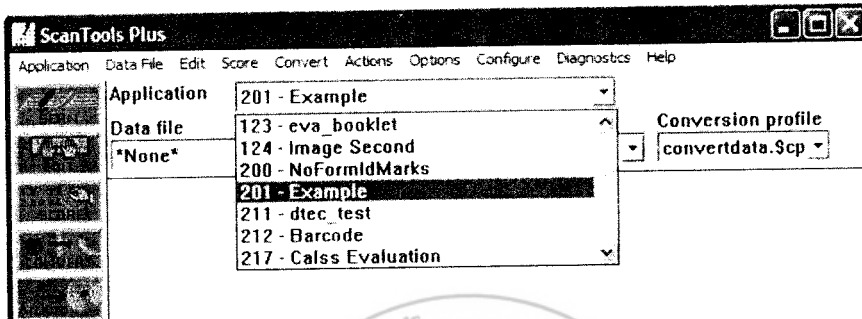 ScanTools Plus
Application Data File Edit Score Convert Actions Options Configure Diagnostics Help
Application 201 - Example
Data file
*None*
123 - eva_booklet
124 - Image Second
200 - NoFormIdMarks
201 - Example
211 - dtec_test
212 - Barcode
217 - Calss Evaluation
Conversion profile
convertdata.$cp